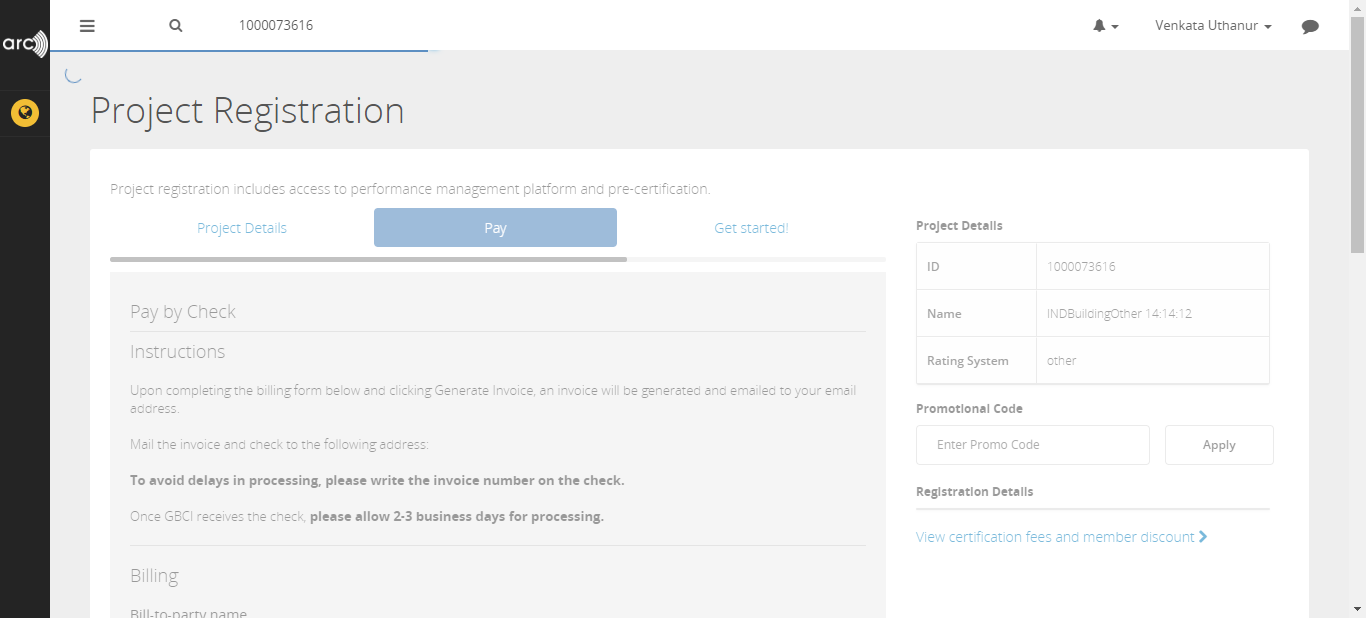 1000073616
Venkata Uthanur
arc
Project Registration
Project registration includes access to performance management platform and pre-certification.
Project Details
Pay
Get started!
Pay by Check
Instructions
Upon completing the billing form below and clicking Generate Invoice, an invoice will be generated and emailed to your email
address.
Mail the invoice and check to the following address:
To avoid delays in processing, please write the invoice number on the check.
Once GBCI receives the check, please allow 2-3 business days for processing.
Billing
Bill-to-party name
Project Details
ID 1000073616
Name INDBuildingOther 14:14:12
Rating System other
Promotional Code
Enter Promo Code
Apply
Registration Details
View certification fees and member discount